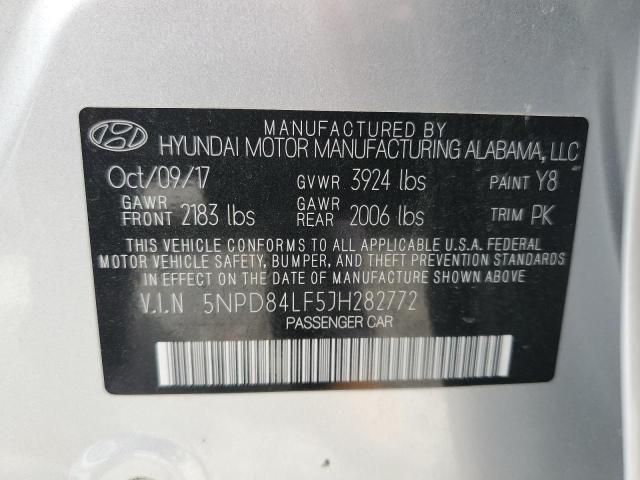 MANUFACTURED BY
HYUNDAI MOTOR MANUFACTURING ALABAMA, LLC
Oct/09/17 GVWR 3924 lbs PAINT Y8
GAWR FRONT 2183 lbs GAWR REAR 2006 lbs TRIM PK
THIS VEHICLE CONFORMS TO ALL APPLICABLE U.S.A. FEDERAL
MOTOR VEHICLE SAFETY, BUMPER, AND THEFT PREVENTION STANDARDS
IN EFFECT ON THE DATE OF MANUFACTURE SHOWN ABOVE.
V.I.N 5NPD84LF5JH282772
PASSENGER CAR